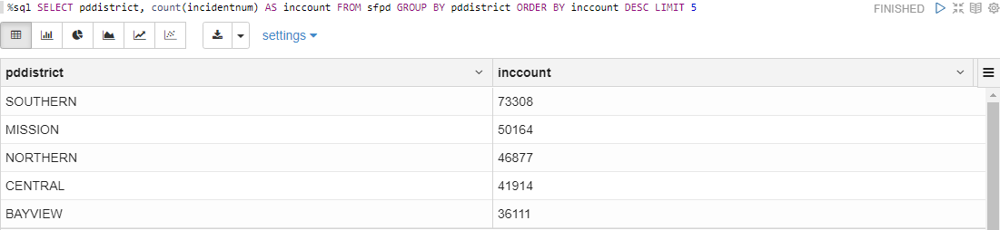 %sql SELECT pddistrict, count(incidentnum) AS inccount FROM sfpd GROUP BY pddistrict ORDER BY inccount DESC LIMIT 5
FINISHED
settings
pddistrict inccount
SOUTHERN 73308
MISSION 50164
NORTHERN 46877
CENTRAL 41914
BAYVIEW 36111